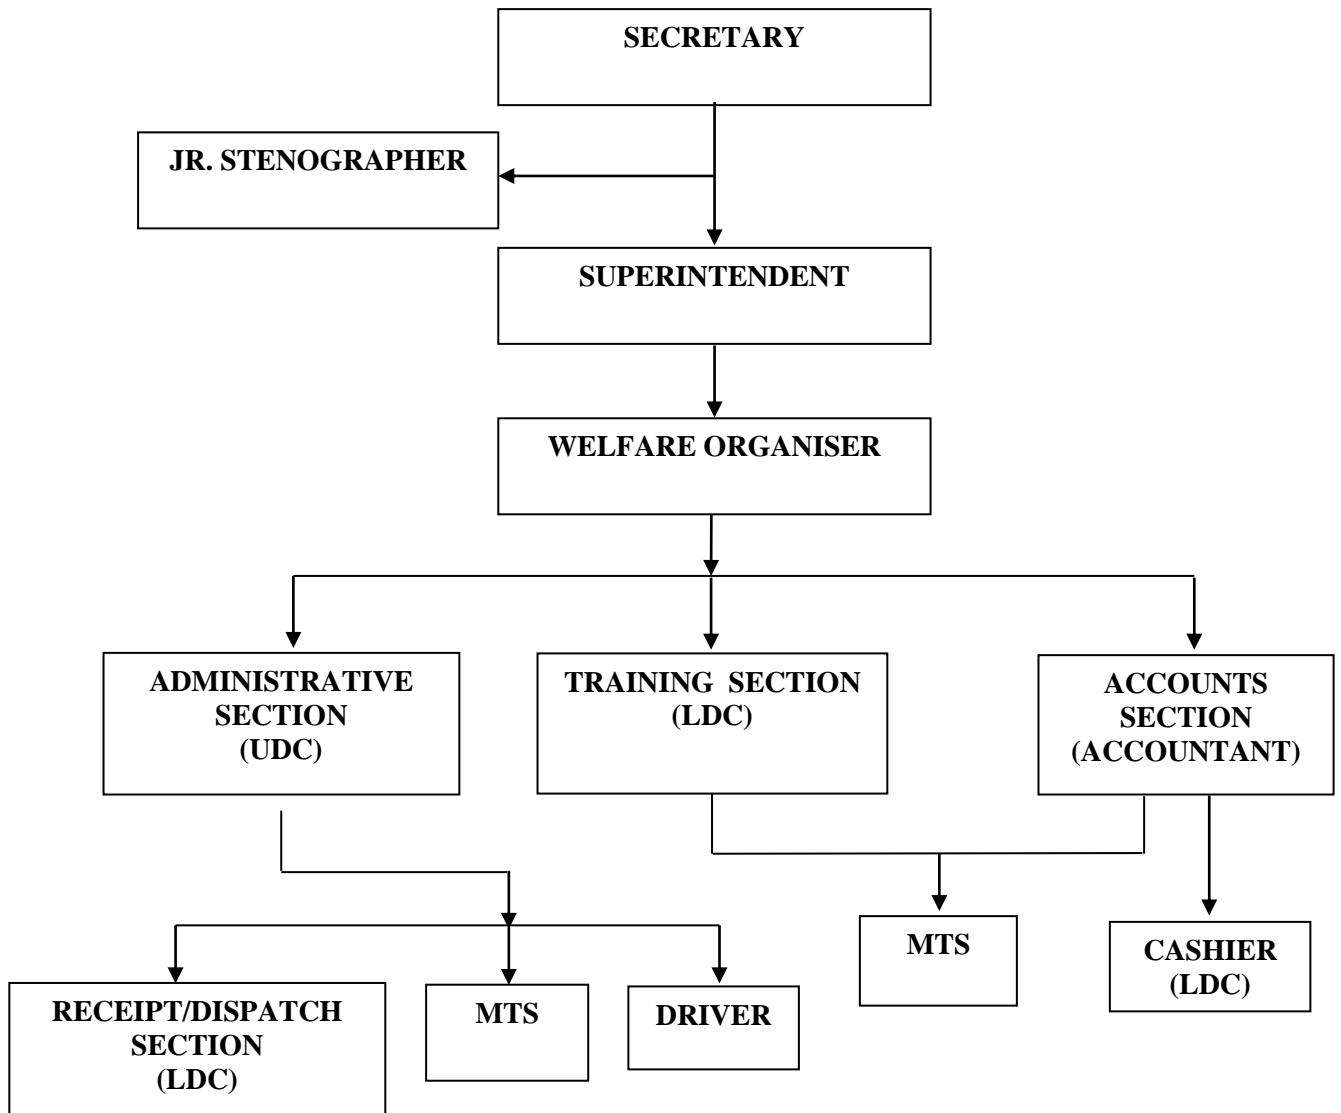 SECRETARY
JR. STENOGRAPHER
SUPERINTENDENT
WELFARE ORGANISER
ADMINISTRATIVE
SECTION
(UDC)
TRAINING SECTION
(LDC)
ACCOUNTS
SECTION
(ACCOUNTANT)
MTS
CASHIER
(LDC)
RECEIPT/DISPATCH
SECTION
(LDC)
MTS
DRIVER